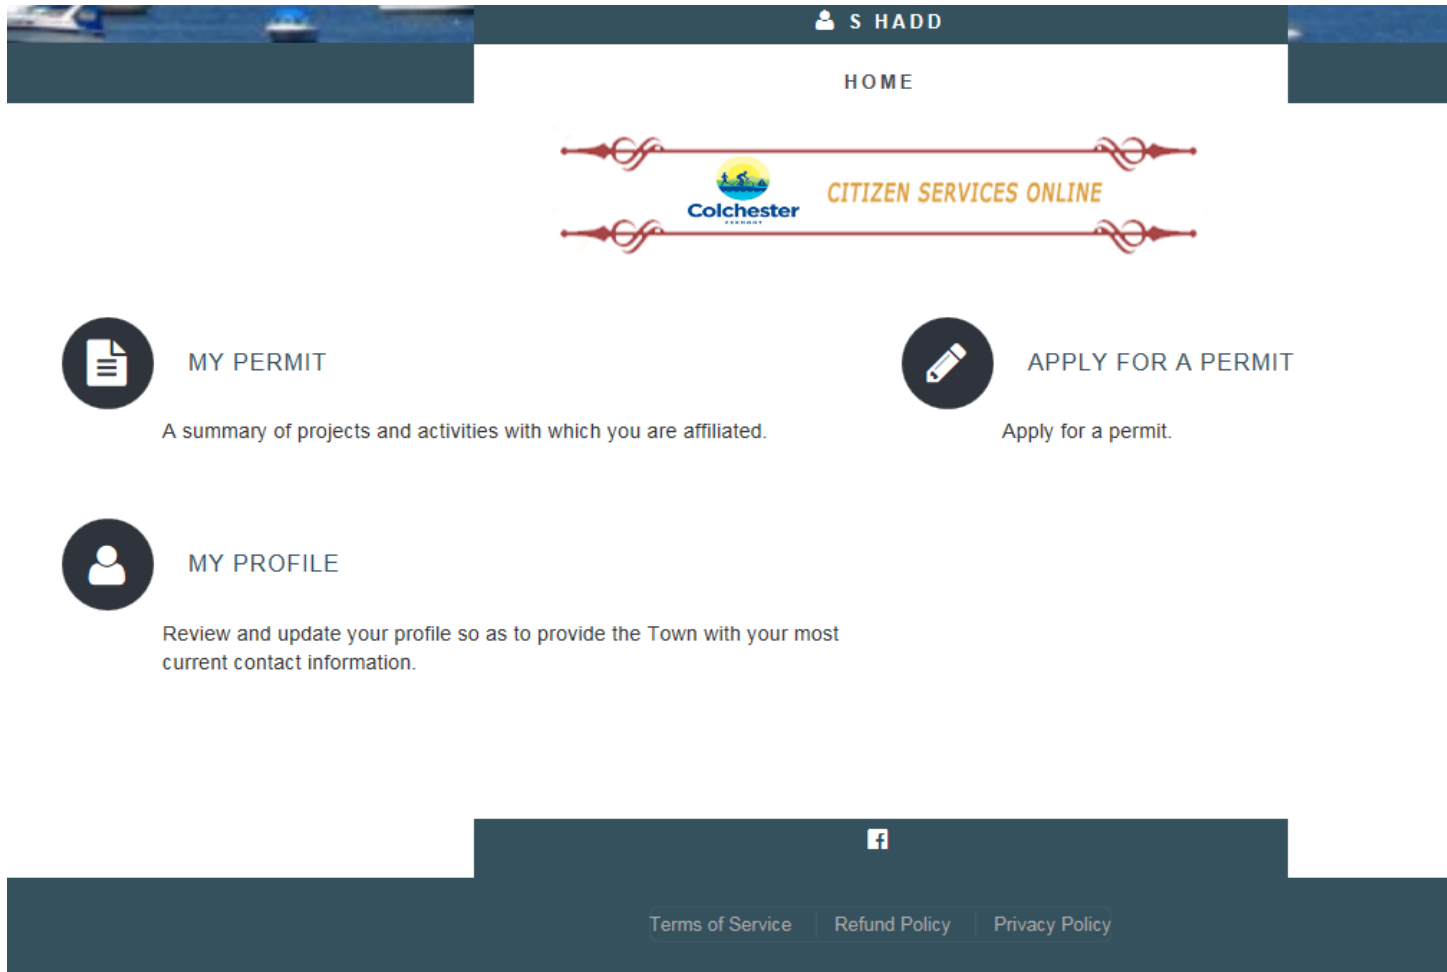 S HADD
HOME
Colchester
VERMONT
CITIZEN SERVICES ONLINE
MY PERMIT
A summary of projects and activities with which you are affiliated.
APPLY FOR A PERMIT
Apply for a permit.
MY PROFILE
Review and update your profile so as to provide the Town with your most
current contact information.
Terms of Service
Refund Policy
Privacy Policy